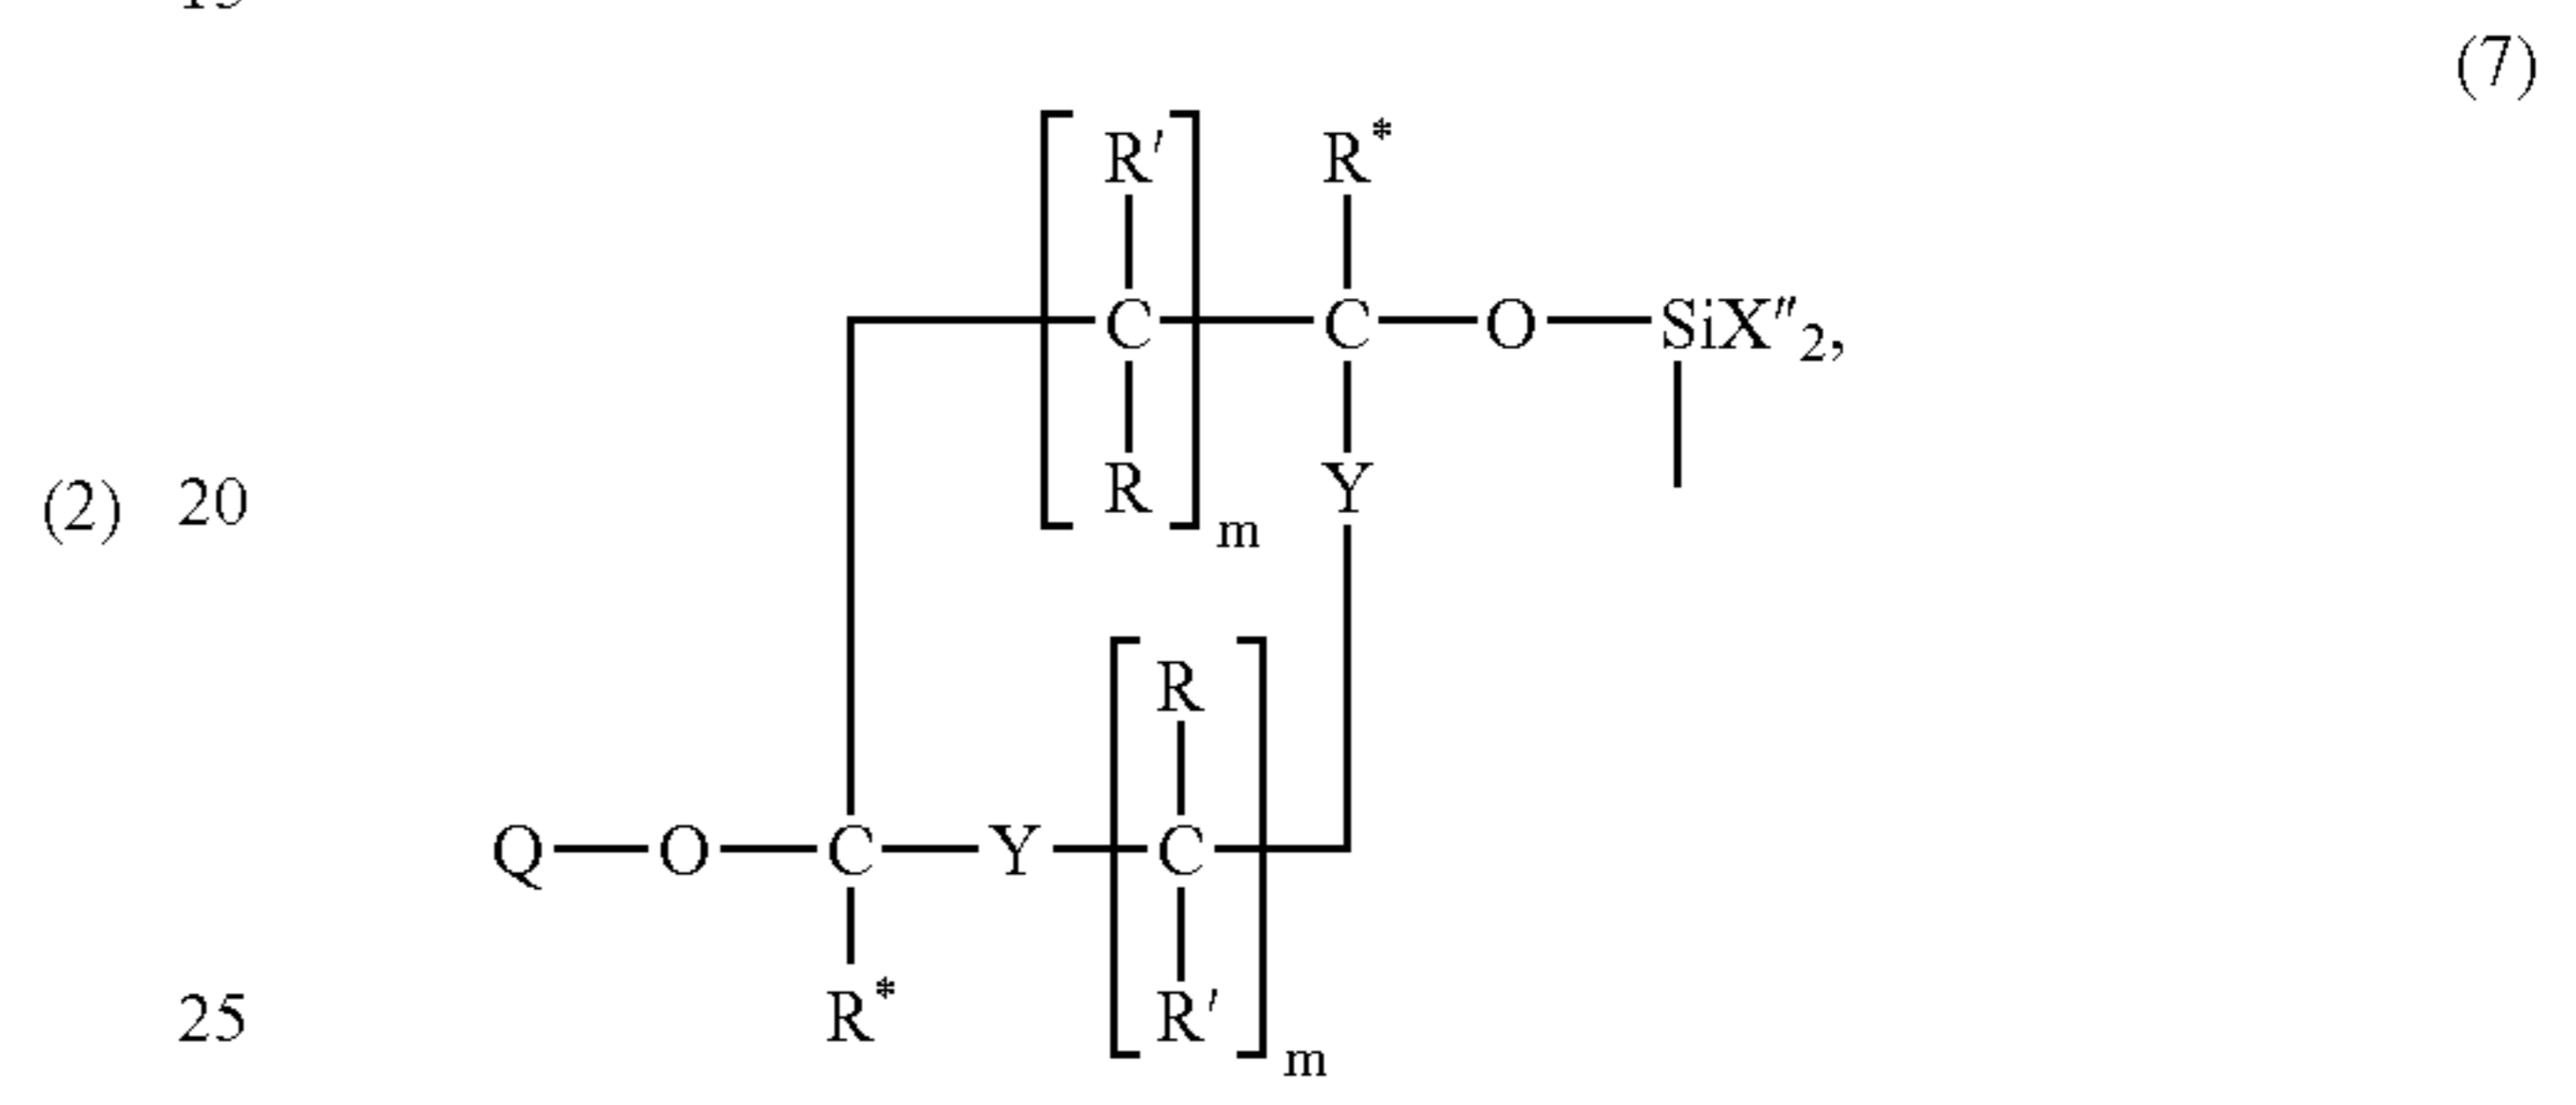 (7)
R' R*
C C O SiX"2,
(2) 20 R Y
m
R
Q O C Y C
25 R* R'
m